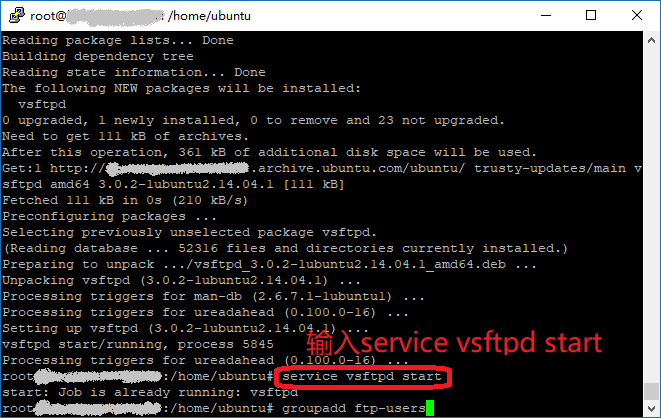 root@ : /home/ubuntu
Reading package lists... Done
Building dependency tree
Reading state information... Done
The following NEW packages will be installed:
  vsftpd
0 upgraded, 1 newly installed, 0 to remove and 23 not upgraded.
Need to get 111 kB of archives.
After this operation, 361 kB of additional disk space will be used.
Get:1 http:// .archive.ubuntu.com/ubuntu/ trusty-updates/main v
sftpd amd64 3.0.2-1ubuntu2.14.04.1 [111 kB]
Fetched 111 kB in 0s (210 kB/s)
Preconfiguring packages ...
Selecting previously unselected package vsftpd.
(Reading database ... 52316 files and directories currently installed.)
Preparing to unpack .../vsftpd_3.0.2-1ubuntu2.14.04.1_amd64.deb ...
Unpacking vsftpd (3.0.2-1ubuntu2.14.04.1) ...
Processing triggers for man-db (2.6.7.1-1ubuntu1) ...
Processing triggers for ureadahead (0.100.0-16) ...
Setting up vsftpd (3.0.2-1ubuntu2.14.04.1) ...
vsftpd start/running, process 5845
输入service vsftpd start
Processing triggers for ureadahead (0.100.0-16) ...
root :/home/ubuntu# service vsftpd start
start: Job is already running: vsftpd
root :/home/ubuntu# groupadd ftp-users